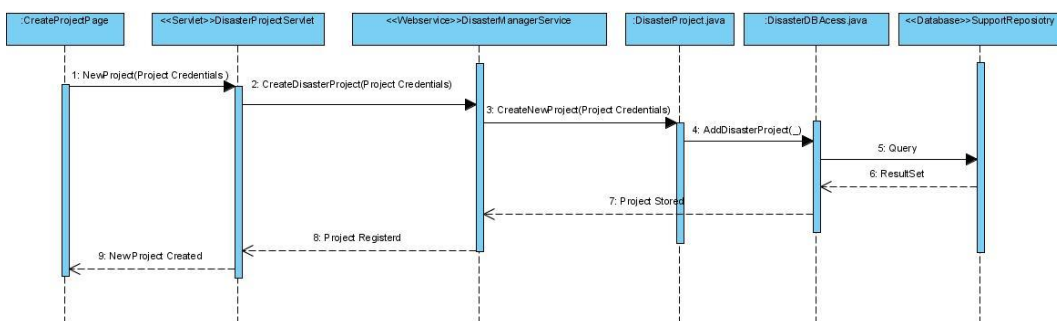 :CreateProjectPage
<<Servlet>>DisasterProjectServlet
<<Webservice>>DisasterManagerService
:DisasterProject.java
:DisasterDBAcess.java
<<Database>>SupportReposiotry
1: NewProject(Project Credentials )
2: CreateDisasterProject(Project Credentials)
3: CreateNewProject(Project Credentials)
4: AddDisasterProject(_)
5: Query
6: ResultSet
7: Project Stored
8: Project Registerd
9: NewProject Created